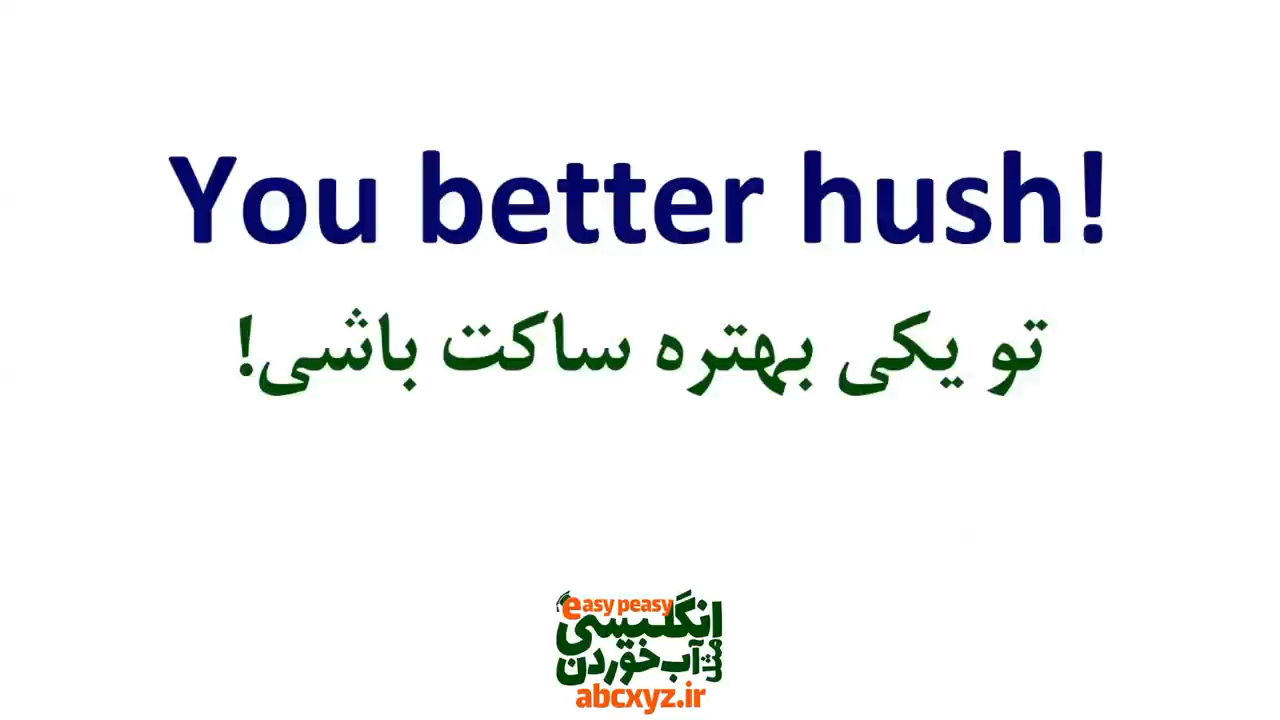 You better hush!
تو یکی بهتره ساکت باشی!
easy peasy
انگلیسی
مثل آب خوردن
abcxyz.ir